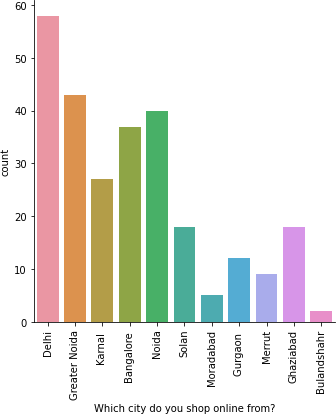 60
50
40
30
20
10
0
count
Delhi
Greater Noida
Karnal
Bangalore
Noida
Solan
Moradabad
Gurgaon
Merrut
Ghaziabad
Bulandshahr
Which city do you shop online from?